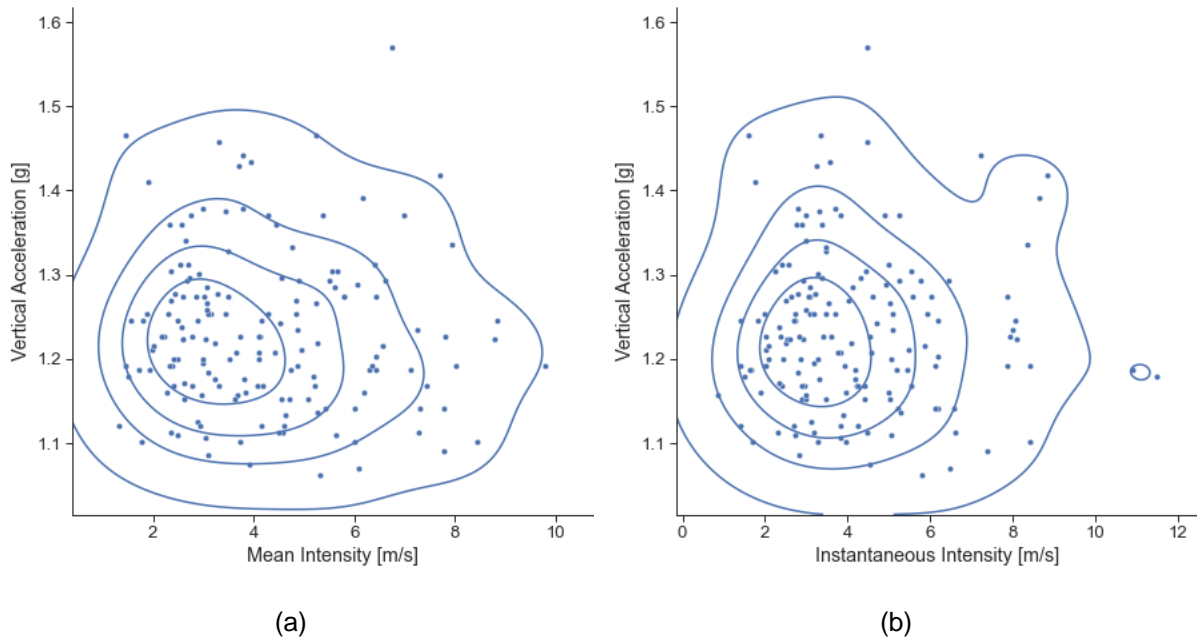 1.6
1.5
1.4
1.3
1.2
1.1
Vertical Acceleration [g]
2 4 6 8 10
Mean Intensity [m/s]
(a)
1.6
1.5
1.4
1.3
1.2
1.1
Vertical Acceleration [g]
0 2 4 6 8 10 12
Instantaneous Intensity [m/s]
(b)